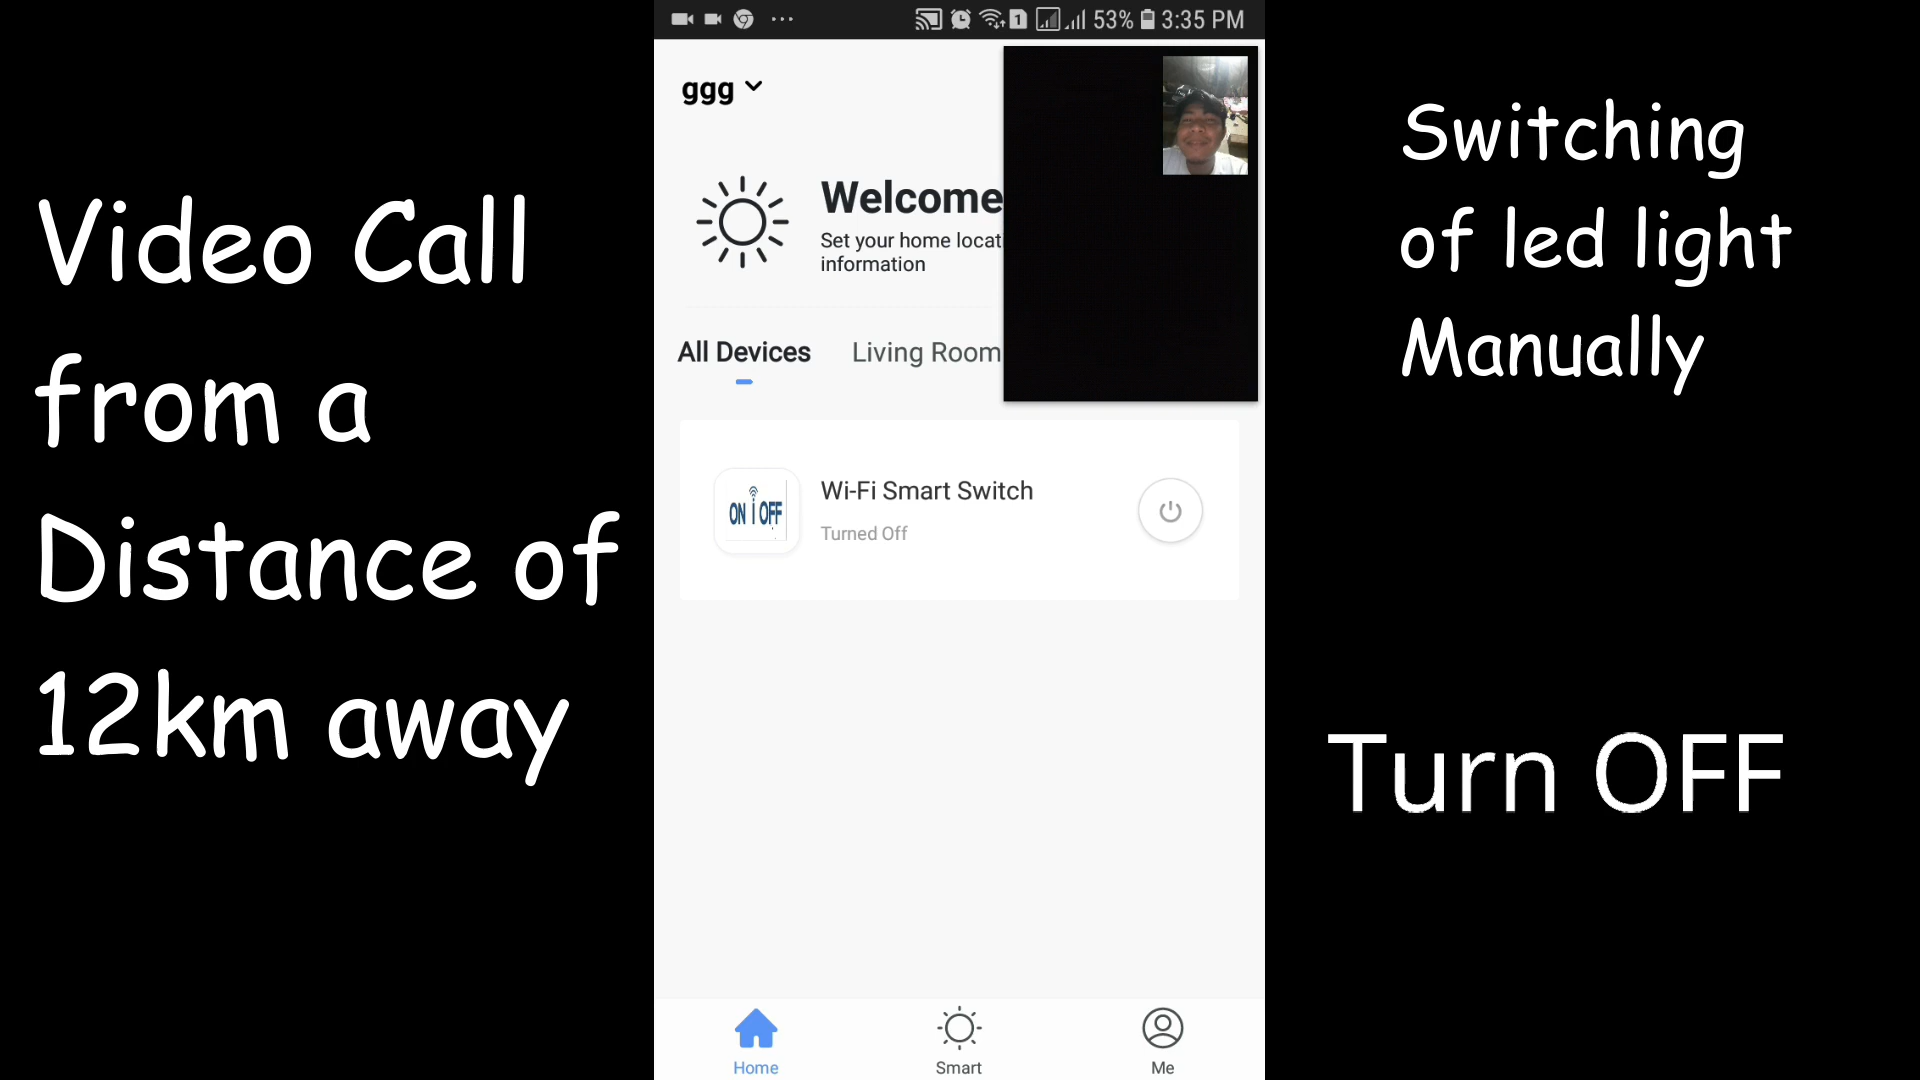 Video Call
from a
Distance of
12km away
1 53% 3:35 PM
ggg
Welcome
Set your home locat
information
All Devices Living Room
ON OFF
Wi-Fi Smart Switch
Turned Off
Home Smart Me
Switching
of led light
Manually
Turn OFF